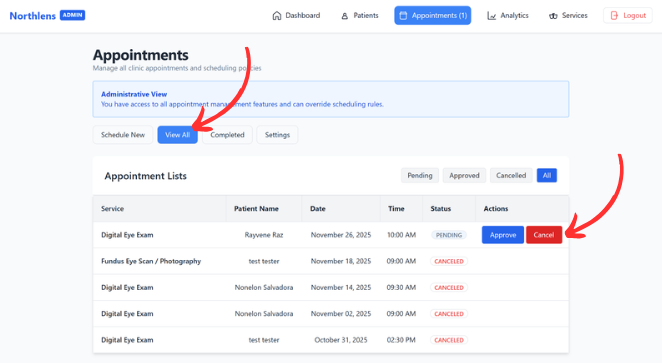 Northlens ADMIN Dashboard Patients Appointments (1) Analytics Services Logout
Appointments
Manage all clinic appointments and scheduling policies
Administrative View
You have access to all appointment management features and can override scheduling rules.
Schedule New View All Completed Settings
Appointment Lists Pending Approved Cancelled All
Service Patient Name Date Time Status Actions
Digital Eye Exam Rayvene Raz November 26, 2025 10:00 AM PENDING Approve Cancel
Fundus Eye Scan / Photography test tester November 18, 2025 09:00 AM CANCELED
Digital Eye Exam Nonelon Salvadora November 14, 2025 09:30 AM CANCELED
Digital Eye Exam Nonelon Salvadora November 02, 2025 09:00 AM CANCELED
Digital Eye Exam test tester October 31, 2025 02:30 PM CANCELED